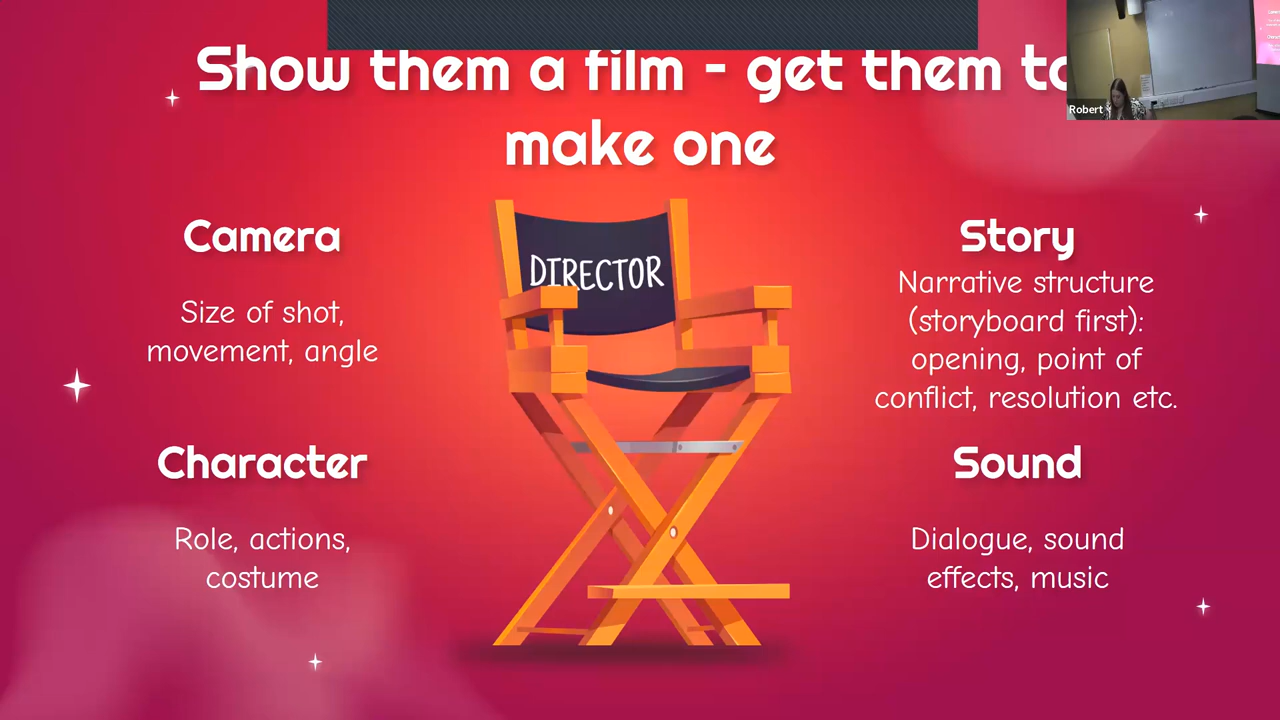 Show them a film - get them to
make one
Robert
Camera
Size of shot,
movement, angle
DIRECTOR
Story
Narrative structure
(storyboard first):
opening, point of
conflict, resolution etc.
Character
Role, actions,
costume
Sound
Dialogue, sound
effects, music